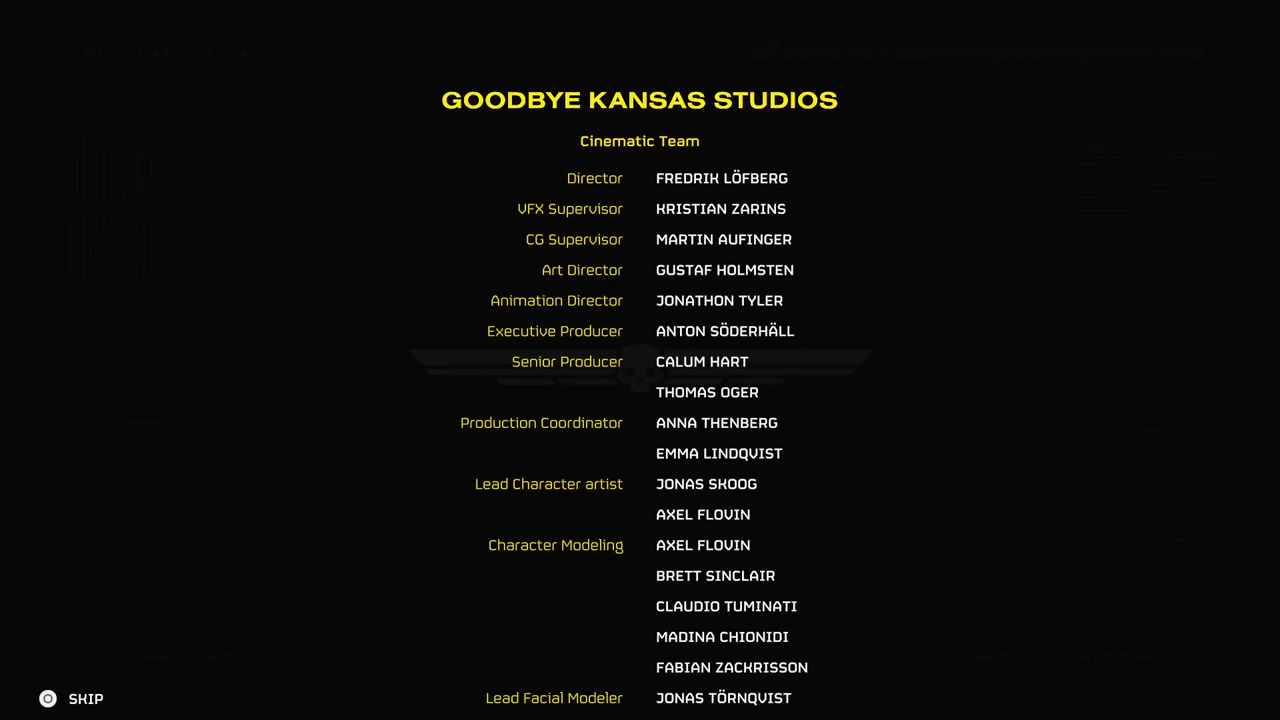 GOODBYE KANSAS STUDIOS
Cinematic Team
Director FREDRIK LÖFBERG
VFX Supervisor KRISTIAN ZARINS
CG Supervisor MARTIN AUFINGER
Art Director GUSTAF HOLMSTEN
Animation Director JONATHON TYLER
Executive Producer ANTON SÖDERHÄLL
Senior Producer CALUM HART
THOMAS OGER
Production Coordinator ANNA THENBERG
EMMA LINDQVIST
Lead Character artist JONAS SKOOG
AXEL FLOVIN
Character Modeling AXEL FLOVIN
BRETT SINCLAIR
CLAUDIO TUMINATI
MADINA CHIONIDI
FABIAN ZACKRISSON
Lead Facial Modeler JONAS TÖRNQVIST
SKIP